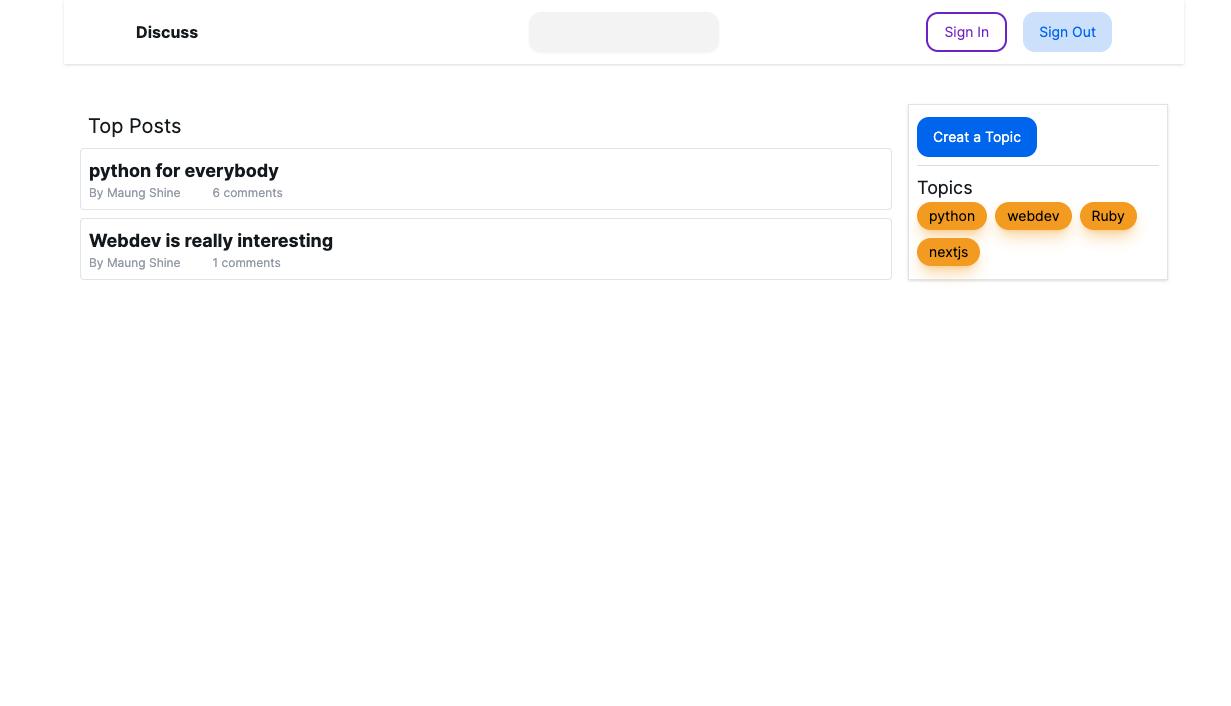 Discuss
Sign In
Sign Out
Top Posts
python for everybody
By Maung Shine 6 comments
Webdev is really interesting
By Maung Shine 1 comments
Creat a Topic
Topics
python webdev Ruby
nextjs